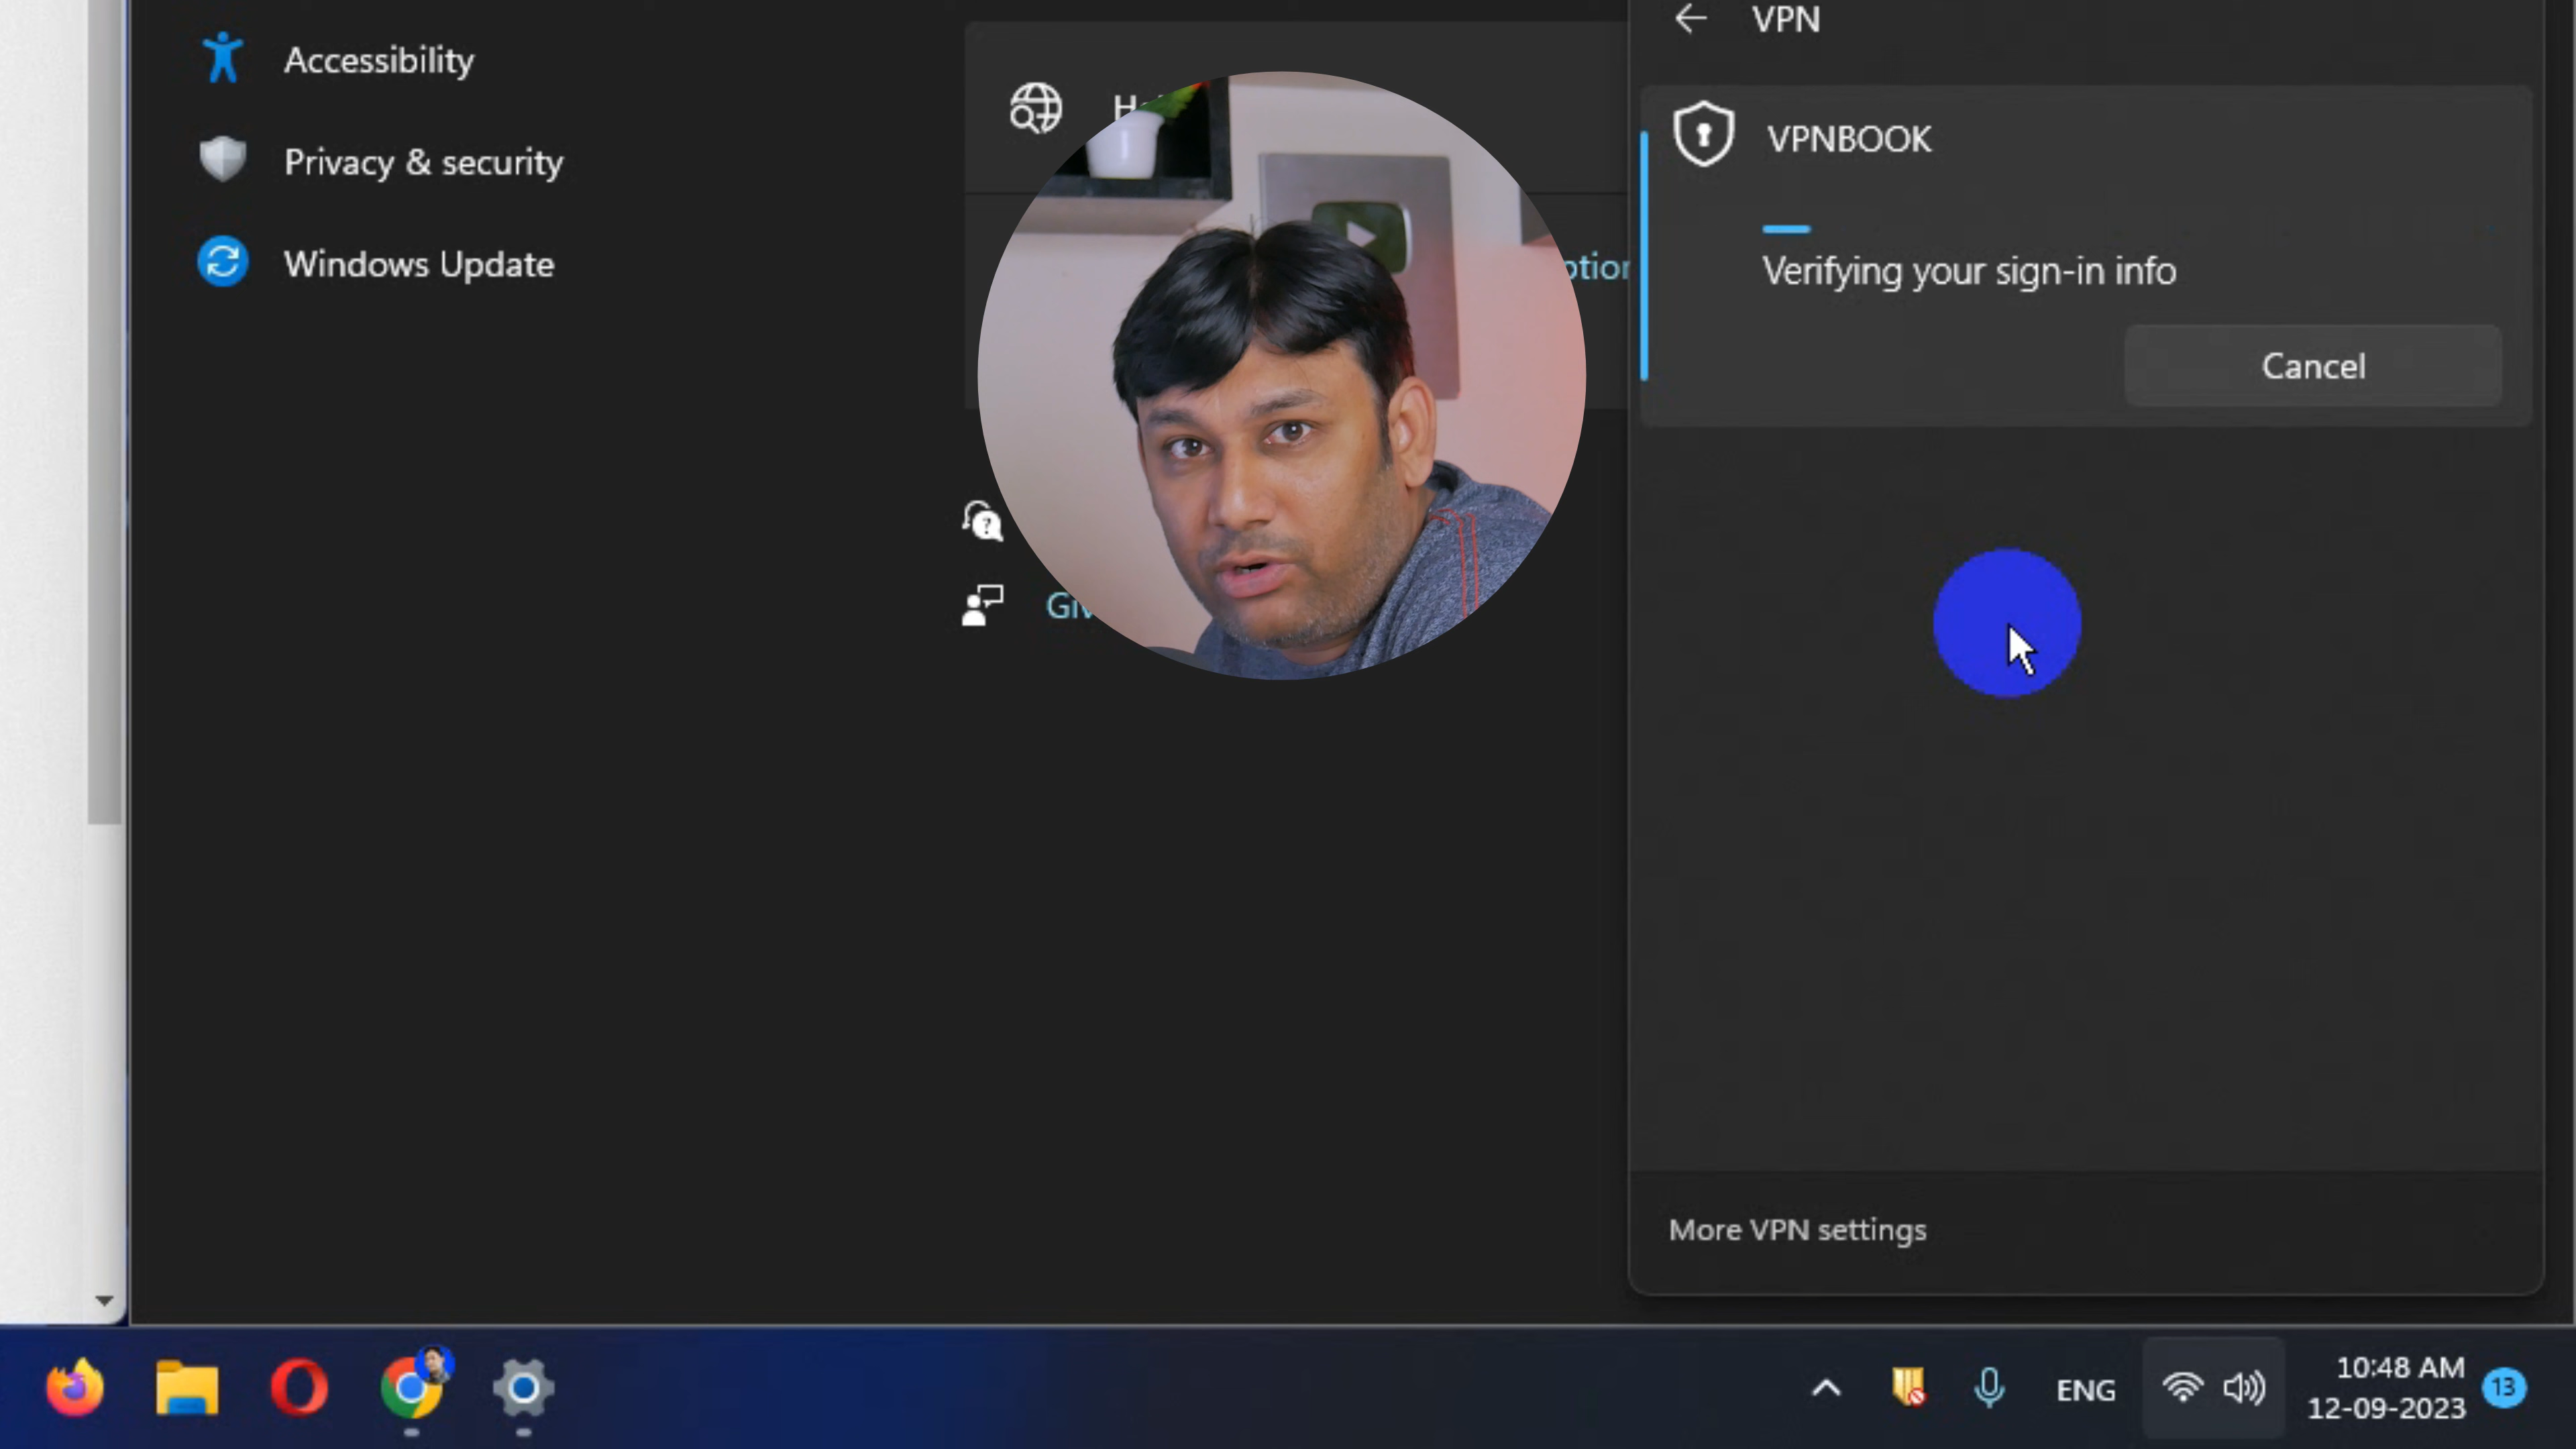 Accessibility
Privacy & security
Windows Update
VPN
VPNBOOK
Verifying your sign-in info
Cancel
More VPN settings
ENG
10:48 AM
12-09-2023
13